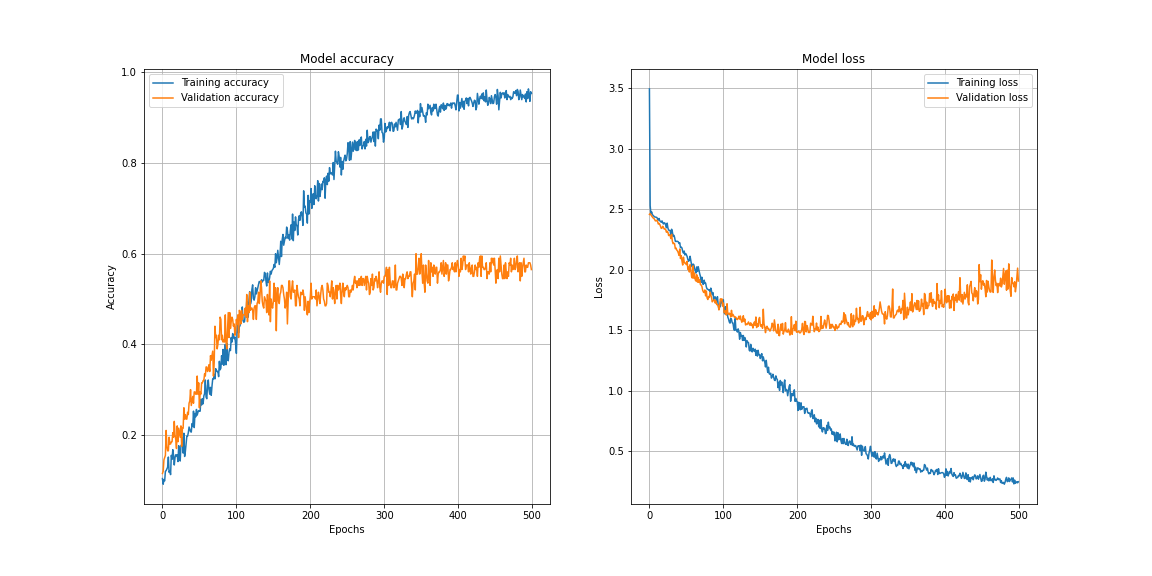 Model accuracy
Training accuracy
Validation accuracy
1.0
0.8
0.6
0.4
0.2
Accuracy
0
100
200
300
400
500
Epochs
Model loss
Training loss
Validation loss
3.5
3.0
2.5
2.0
1.5
1.0
0.5
Loss
0
100
200
300
400
500
Epochs